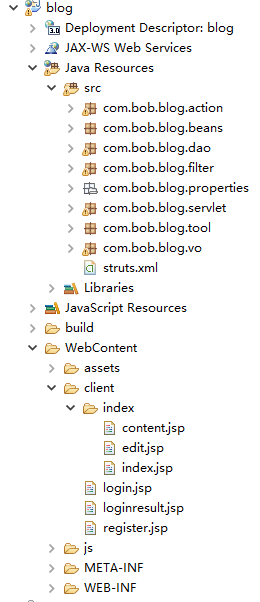 blog
3.0 Deployment Descriptor: blog
JAX-WS Web Services
Java Resources
src
com.bob.blog.action
com.bob.blog.beans
com.bob.blog.dao
com.bob.blog.filter
com.bob.blog.properties
com.bob.blog.servlet
com.bob.blog.tool
com.bob.blog.vo
struts.xml
Libraries
JavaScript Resources
build
WebContent
assets
client
index
content.jsp
edit.jsp
index.jsp
login.jsp
loginresult.jsp
register.jsp
js
META-INF
WEB-INF